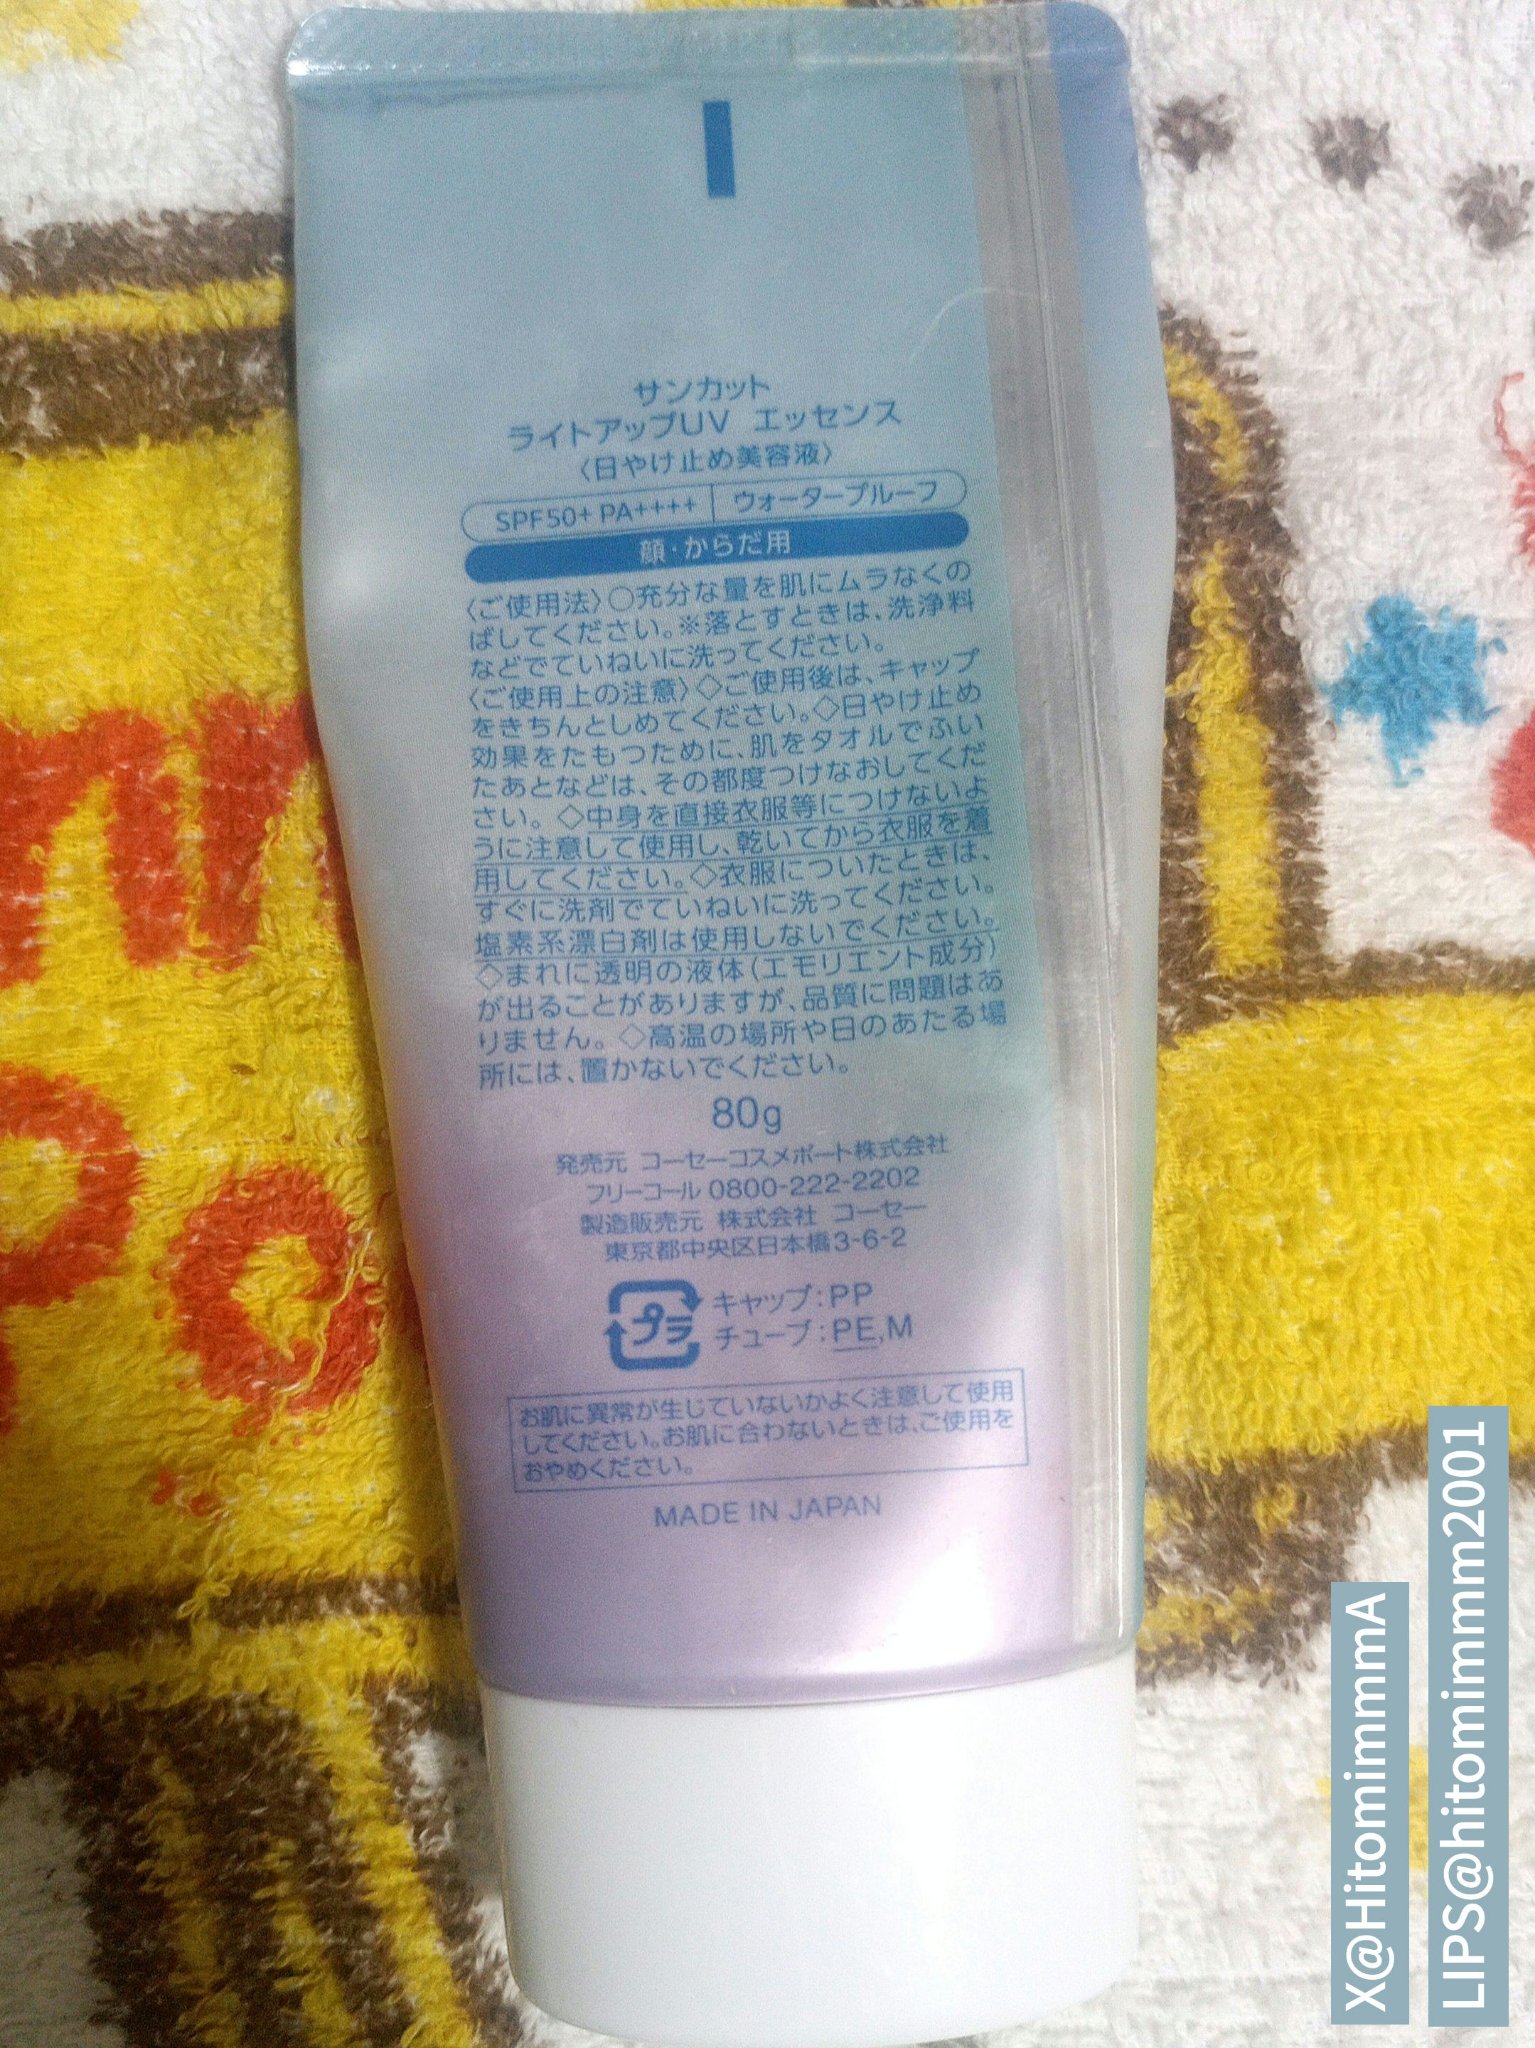 サンカット
ライトアップUV エッセンス
〈日やけ止め美容液〉
SPF50+ PA++++ ウォータープルーフ
顔・からだ用
〈ご使用法〉○充分な量を肌にムラなくの
ばしてください。※落とすときは、洗浄料
などでていねいに洗ってください。
〈ご使用上の注意〉◇ご使用後は、キャップ
をきちんとしめてください。◇日やけ止め
効果をたもつために、肌をタオルでふい
たあとなどは、その都度つけなおしてくだ
さい。◇中身を直接衣服等につけないよ
うに注意して使用し、乾いてから衣服を着
用してください。◇衣服についたときは、
すぐに洗剤でていねいに洗ってください。
塩素系漂白剤は使用しないでください。
◇まれに透明の液体(エモリエント成分)
が出ることがありますが、品質に問題はあ
りません。◇高温の場所や日のあたる場
所には、置かないでください。
80g
発売元 コーセーコスメポート株式会社
フリーコール 0800-222-2202
製造販売元 株式会社 コーセー
東京都中央区日本橋3-6-2
プラ
キャップ:PP
チューブ:PE,M
お肌に異常が生じていないかよく注意して使用
してください。お肌に合わないときは、ご使用を
おやめください。
MADE IN JAPAN
X@HitomimmmA
LIPS@hitomimmm2001